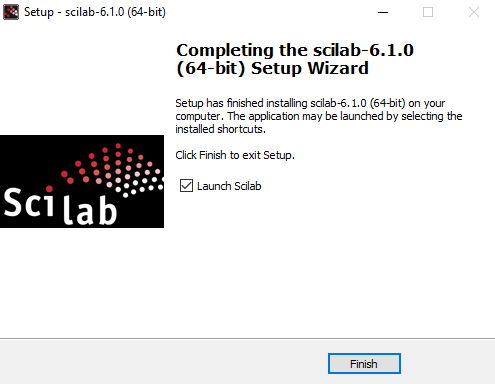 Setup - scilab-6.1.0 (64-bit)
Completing the scilab-6.1.0
(64-bit) Setup Wizard
Setup has finished installing scilab-6.1.0 (64-bit) on your
computer. The application may be launched by selecting the
installed shortcuts.
Click Finish to exit Setup.
Launch Scilab
Scilab
Finish